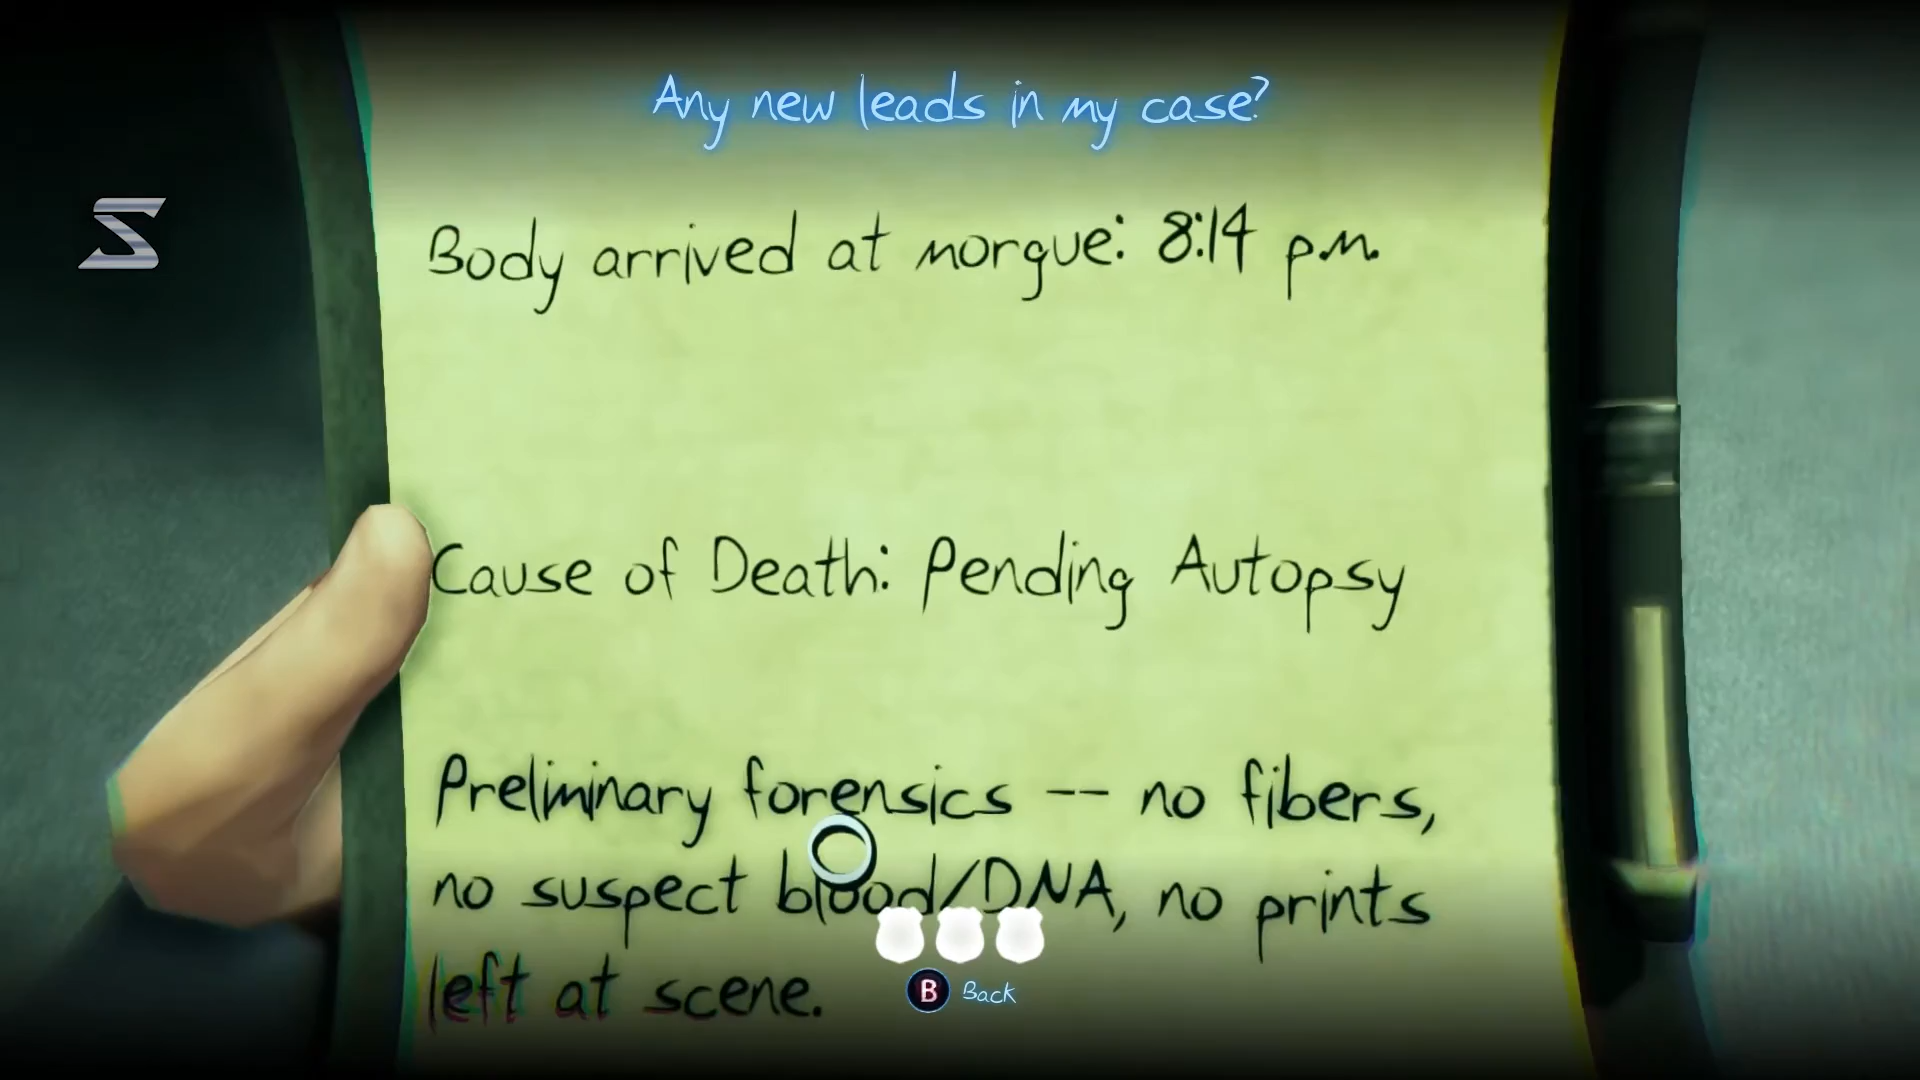 Any new leads in my case?
S
Body arrived at morgue: 8:14 p.m.
Cause of Death: Pending Autopsy
Preliminary forensics -- no fibers,
no suspect blood/DNA, no prints
left at scene.
B Back